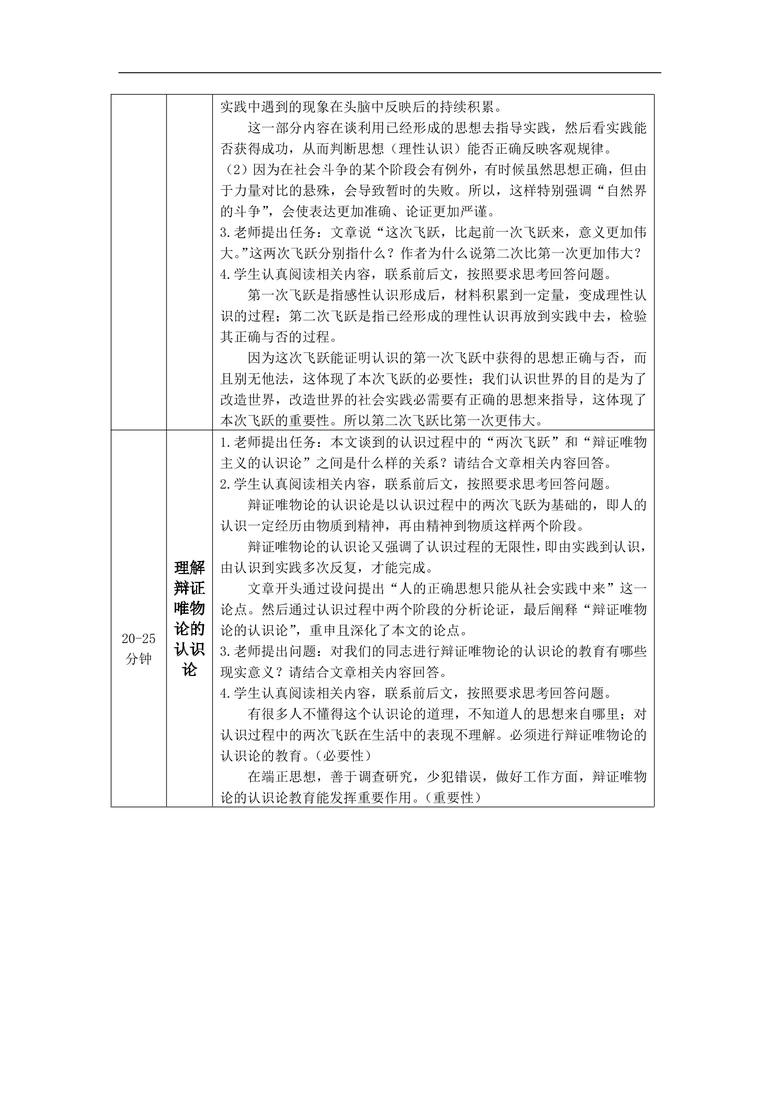 实践中遇到的现象在头脑中反映后的持续积累。
这一部分内容在谈利用已经形成的思想去指导实践，然后看实践能
否获得成功，从而判断思想（理性认识）能否正确反映客观规律。
（2）因为在社会斗争的某个阶段会有例外，有时候虽然思想正确，但由
于力量对比的悬殊，会导致暂时的失败。所以，这样特别强调“自然界
的斗争”，会使表达更加准确、论证更加严谨。
3.老师提出任务：文章说“这次飞跃，比起前一次飞跃来，意义更加伟
大。”这两次飞跃分别指什么？作者为什么说第二次比第一次更加伟大？
4.学生认真阅读相关内容，联系前后文，按照要求思考回答问题。
第一次飞跃是指感性认识形成后，材料积累到一定量，变成理性认
识的过程；第二次飞跃是指已经形成的理性认识再放到实践中去，检验
其正确与否的过程。
因为这次飞跃能证明认识的第一次飞跃中获得的思想正确与否，而
且别无他法，这体现了本次飞跃的必要性；我们认识世界的目的是为了
改造世界，改造世界的社会实践必需要有正确的思想来指导，这体现了
本次飞跃的重要性。所以第二次飞跃比第一次更伟大。
20-25
分钟
理解
辩证
唯物
论的
认识
论
1.老师提出任务：本文谈到的认识过程中的“两次飞跃”和“辩证唯物
主义的认识论”之间是什么样的关系？请结合文章相关内容回答。
2.学生认真阅读相关内容，联系前后文，按照要求思考回答问题。
辩证唯物论的认识论是以认识过程中的两次飞跃为基础的，即人的
认识一定经历由物质到精神，再由精神到物质这样两个阶段。
辩证唯物论的认识论又强调了认识过程的无限性，即由实践到认识，
由认识到实践多次反复，才能完成。
文章开头通过设问提出“人的正确思想只能从社会实践中来”这一
论点。然后通过认识过程中两个阶段的分析论证，最后阐释“辩证唯物
论的认识论”，重申且深化了本文的论点。
3.老师提出问题：对我们的同志进行辩证唯物论的认识论的教育有哪些
现实意义？请结合文章相关内容回答。
4.学生认真阅读相关内容，联系前后文，按照要求思考回答问题。
有很多人不懂得这个认识论的道理，不知道人的思想来自哪里；对
认识过程中的两次飞跃在生活中的表现不理解。必须进行辩证唯物论的
认识论的教育。（必要性）
在端正思想，善于调查研究，少犯错误，做好工作方面，辩证唯物
论的认识论教育能发挥重要作用。（重要性）